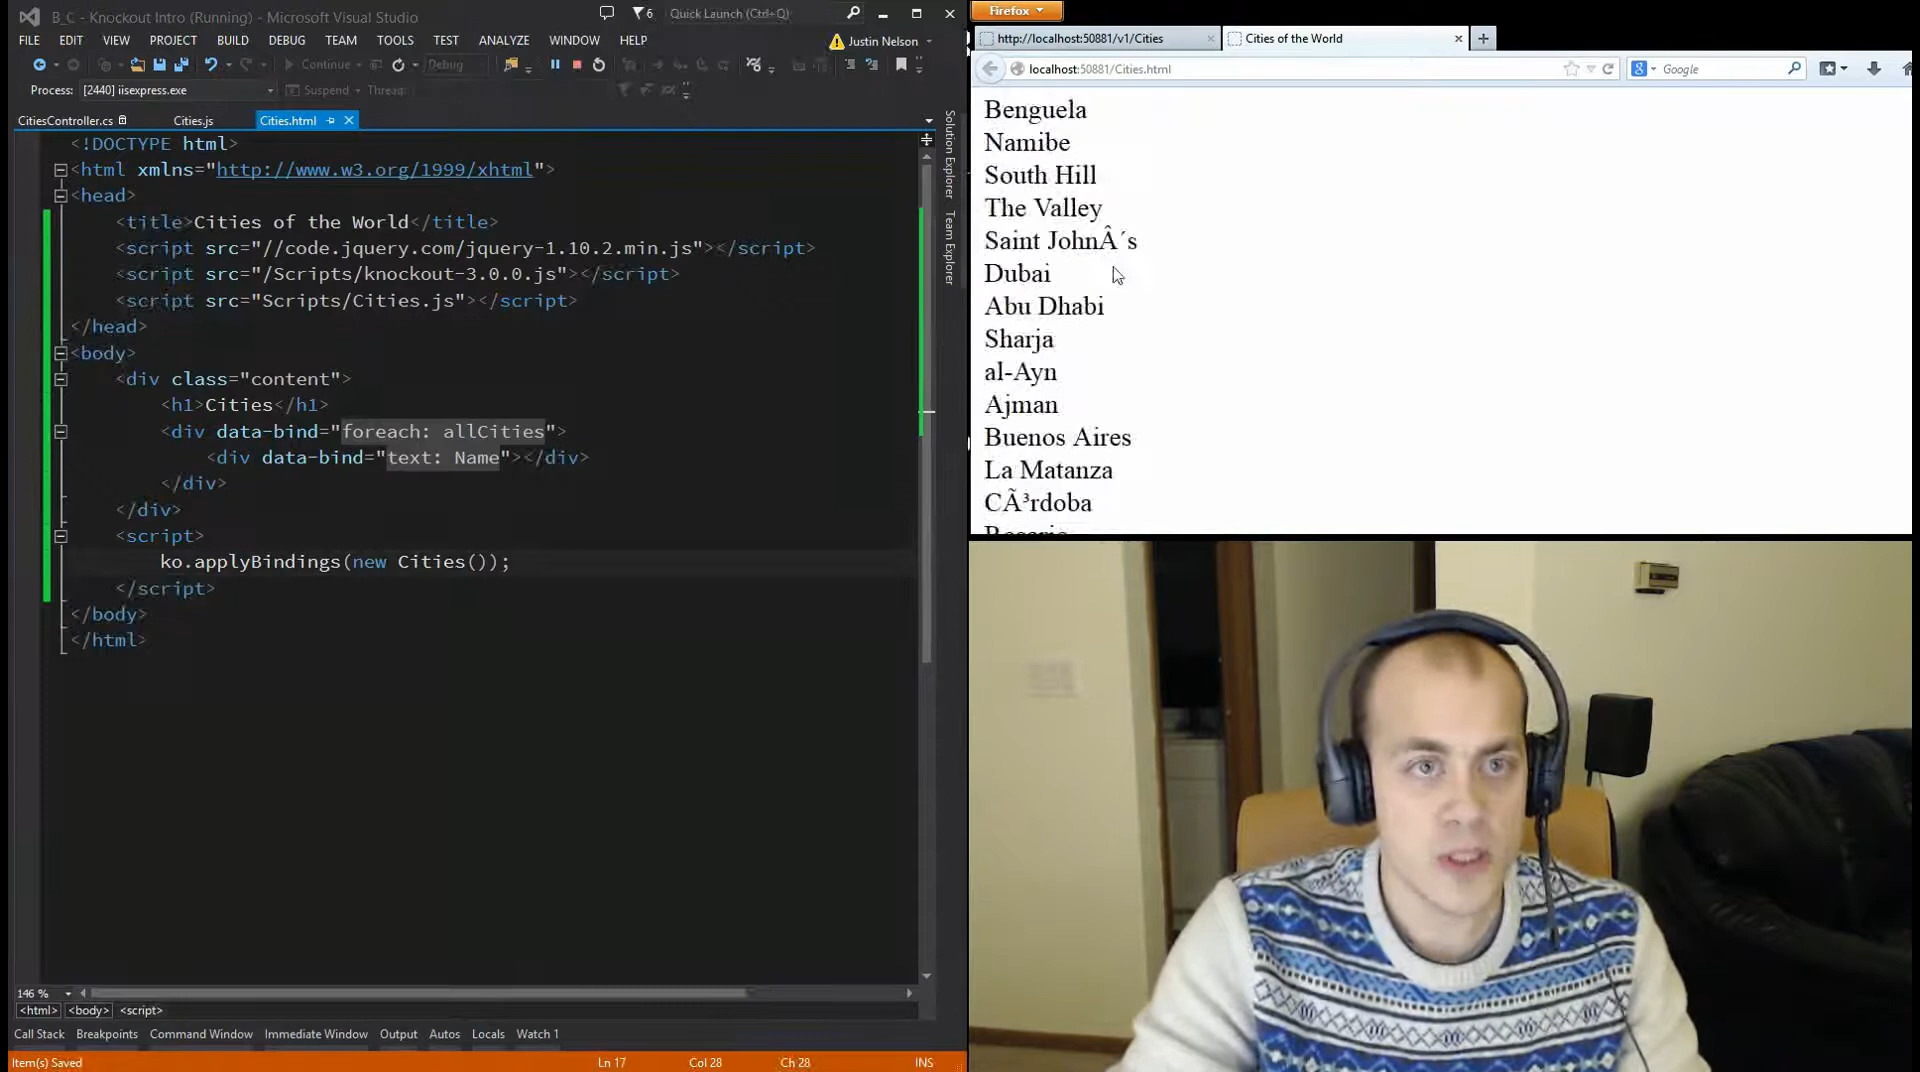 B_C - Knockout Intro (Running) - Microsoft Visual Studio
6
Quick Launch (Ctrl+Q)
FILE EDIT VIEW PROJECT BUILD DEBUG TEAM TOOLS TEST ANALYZE WINDOW HELP
Justin Nelson
Continue
Debug
Process: [2440] iisexpress.exe
Suspend
Thread:
CitiesController.cs
Cities.js
Cities.html
<!DOCTYPE html>
<html xmlns="http://www.w3.org/1999/xhtml">
<head>
<title>Cities of the World</title>
<script src="//code.jquery.com/jquery-1.10.2.min.js"></script>
<script src="/Scripts/knockout-3.0.0.js"></script>
<script src="Scripts/Cities.js"></script>
</head>
<body>
<div class="content">
<h1>Cities</h1>
<div data-bind="foreach: allCities">
<div data-bind="text: Name"></div>
</div>
</div>
<script>
ko.applyBindings(new Cities());
</script>
</body>
</html>
146 %
<html> <body> <script>
Call Stack Breakpoints Command Window Immediate Window Output Autos Locals Watch 1
Item(s) Saved
Ln 17
Col 28
Ch 28
INS
Solution Explorer
Team Explorer
Firefox
http://localhost:50881/v1/Cities
Cities of the World
localhost:50881/Cities.html
Google
Benguela
Namibe
South Hill
The Valley
Saint JohnÂ´s
Dubai
Abu Dhabi
Sharja
al-Ayn
Ajman
Buenos Aires
La Matanza
CÃ³rdoba
Rosario